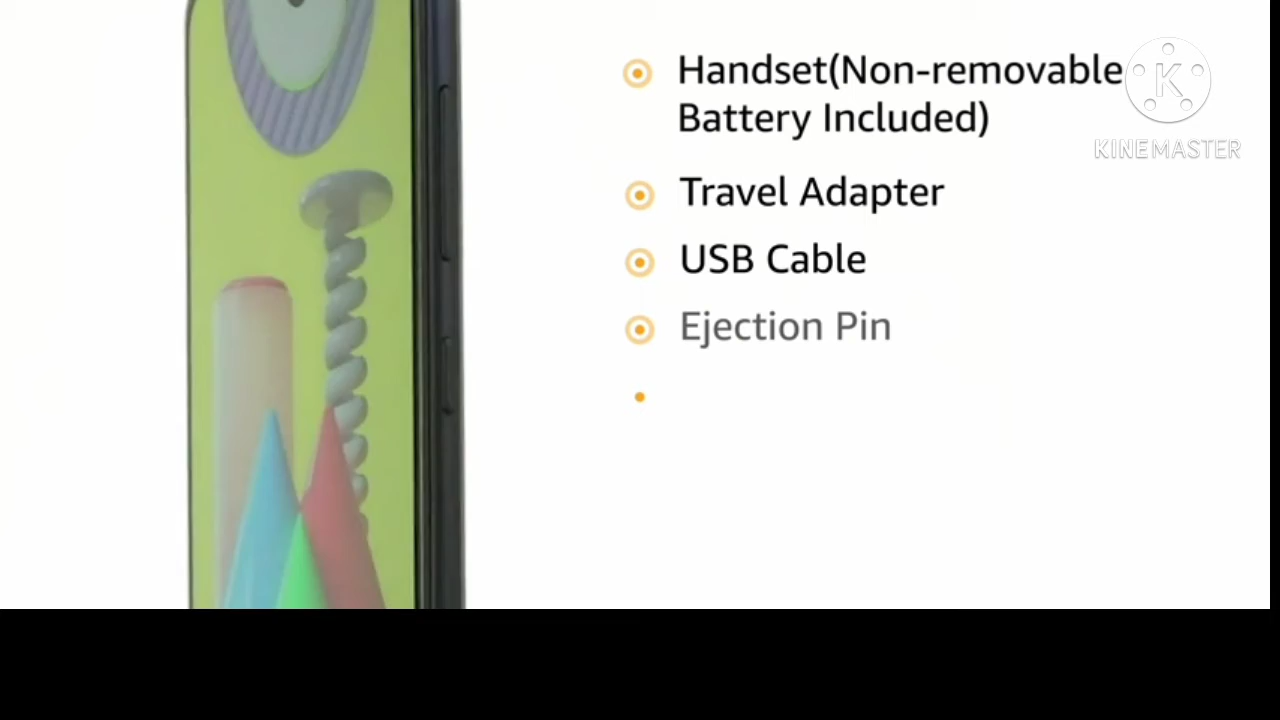 Handset(Non-removable
Battery Included)
K
KINEMASTER
Travel Adapter
USB Cable
Ejection Pin